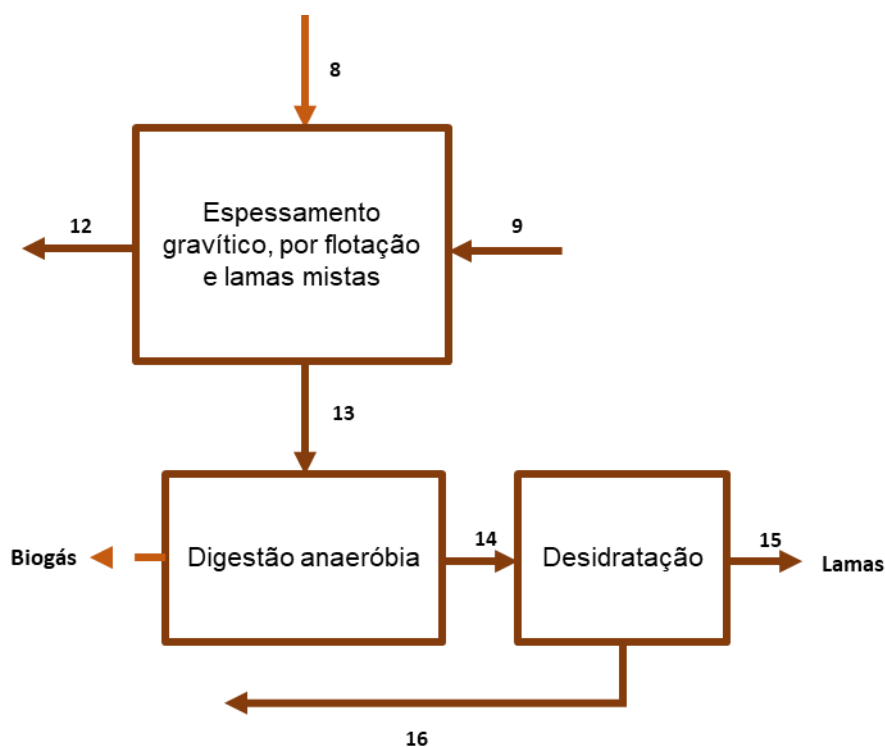 8
Espessamento
gravítico, por flotação
e lamas mistas
12
9
13
Biogás
Digestão anaeróbia
14
Desidratação
15
Lamas
16